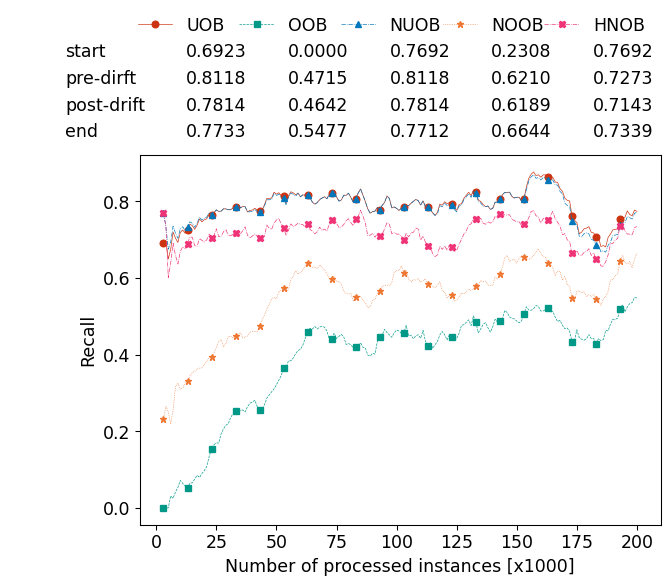 UOB OOB NUOB NOOB HNOB
start 0.6923 0.0000 0.7692 0.2308 0.7692
pre-dirft 0.8118 0.4715 0.8118 0.6210 0.7273
post-drift 0.7814 0.4642 0.7814 0.6189 0.7143
end 0.7733 0.5477 0.7712 0.6644 0.7339
0.8
0.6
0.4
0.2
0.0
Recall
0 25 50 75 100 125 150 175 200
Number of processed instances [x1000]